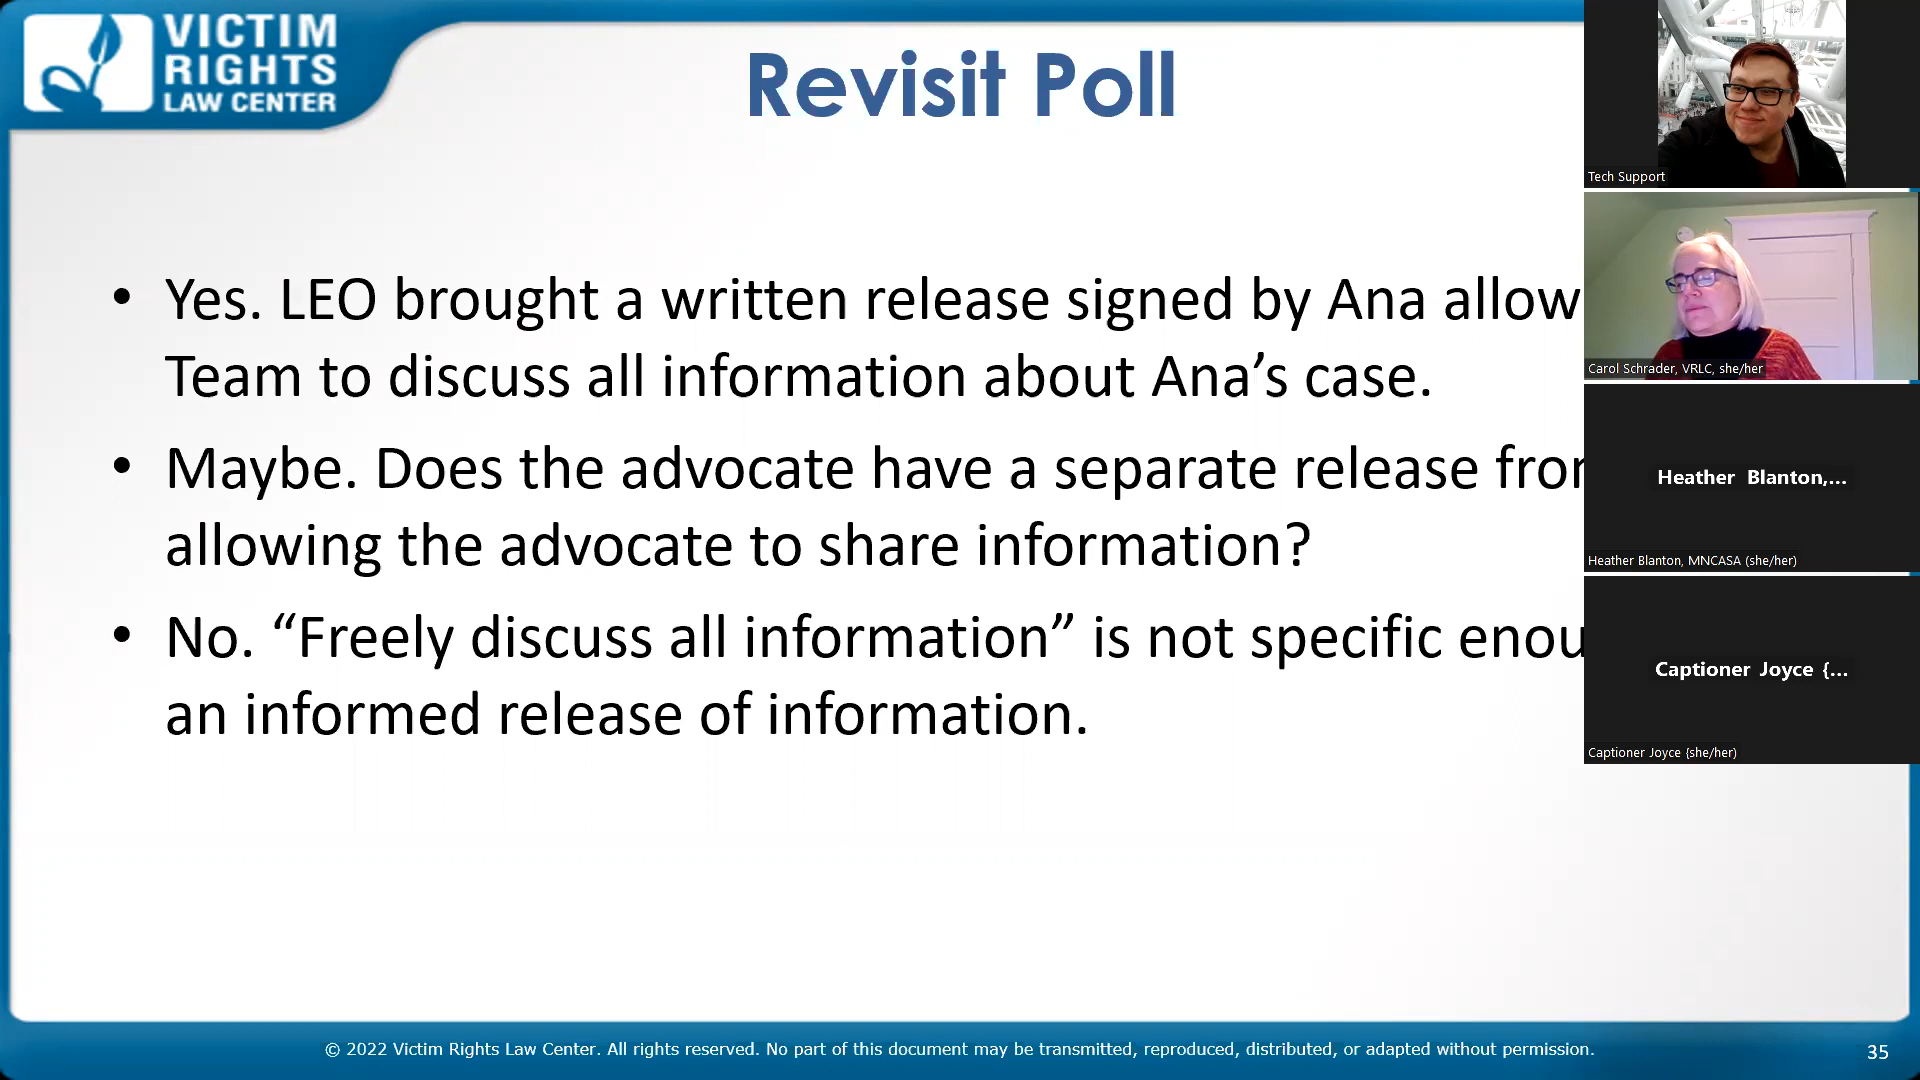 VICTIM
RIGHTS
LAW CENTER
Revisit Poll
• Yes. LEO brought a written release signed by Ana allow
Team to discuss all information about Ana’s case.
• Maybe. Does the advocate have a separate release from
allowing the advocate to share information?
• No. “Freely discuss all information” is not specific enou
an informed release of information.
Tech Support
Carol Schrader, VRLC, she/her
Heather Blanton,...
Heather Blanton, MNCASA (she/her)
Captioner Joyce {...
Captioner Joyce {she/her)
© 2022 Victim Rights Law Center. All rights reserved. No part of this document may be transmitted, reproduced, distributed, or adapted without permission.
35